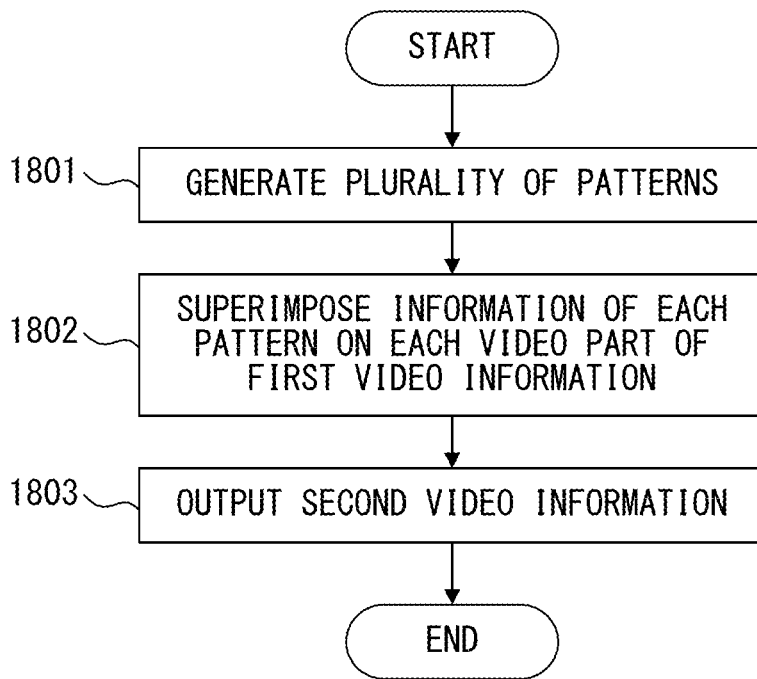 START
1801
GENERATE PLURALITY OF PATTERNS
1802
SUPERIMPOSE INFORMATION OF EACH
PATTERN ON EACH VIDEO PART OF
FIRST VIDEO INFORMATION
1803
OUTPUT SECOND VIDEO INFORMATION
END